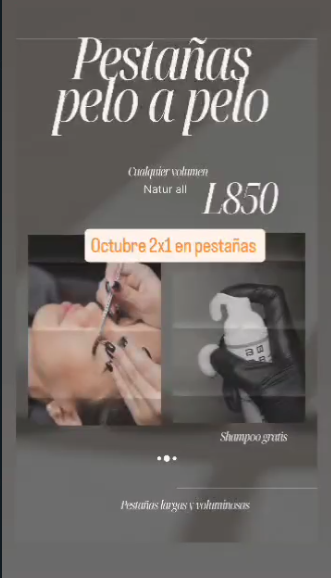 Pestañas
pelo a pelo
Cualquier volumen
Natur all
L850
Octubre 2x1 en pestañas
Shampoo gratis
Pestañas largas y voluminosas